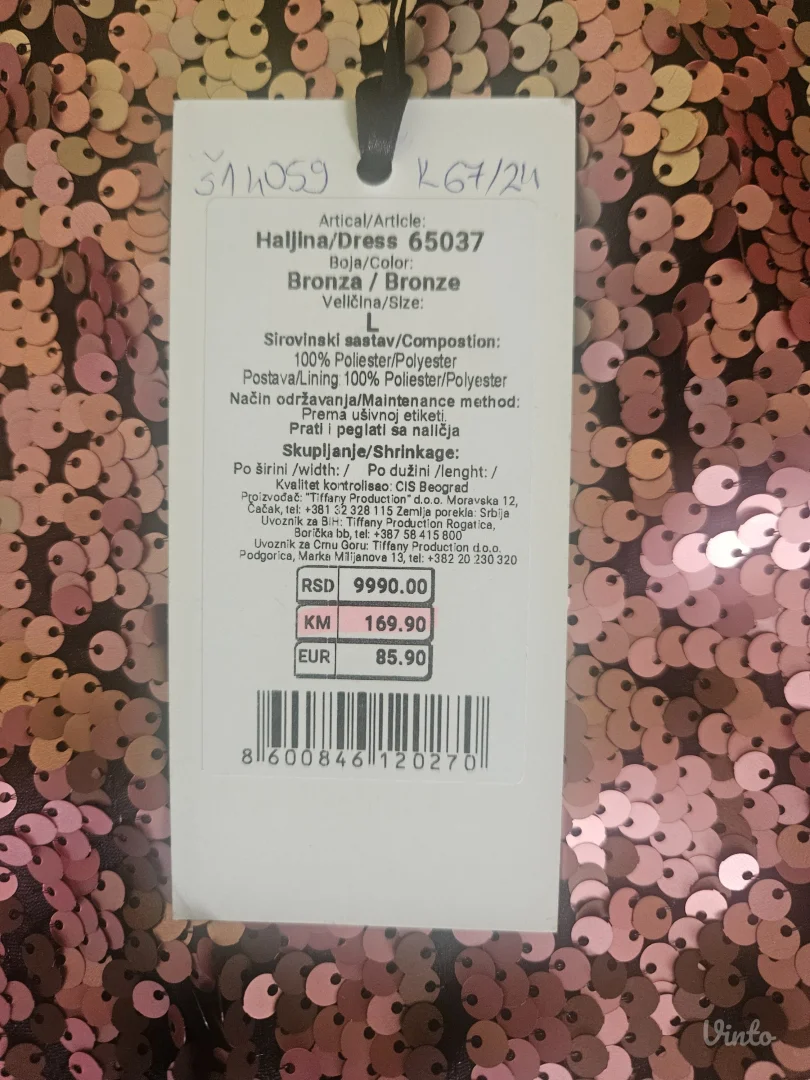 Š14059 K67/24
Artical/Article:
Haljina/Dress 65037
Boja/Color:
Bronza / Bronze
Veličina/Size:
L
Sirovinski sastav/Compostion:
100% Poliester/Polyester
Postava/Lining 100% Poliester/Polyester
Način održavanja/Maintenance method:
Prema ušivnoj etiketi.
Prati i peglati sa naličja
Skupljanje/Shrinkage:
Po širini /width: / Po dužini /lenght: /
Kvalitet kontrolisao: CIS Beograd
Proizvođač: "Tiffany Production" d.o.o. Moravska 12,
Čačak, tel: +381 32 328 115 Zemlja porekla: Srbija
Uvoznik za BIH: Tiffany Production Rogatica,
Borička bb, tel: +387 58 415 800
Uvoznik za Crnu Goru: Tiffany Production d.o.o.
Podgorica, Marka Miljanova 13, tel: +382 20 230 320
RSD 9990.00
KM 169.90
EUR 85.90
8 600846 120270
Vinto